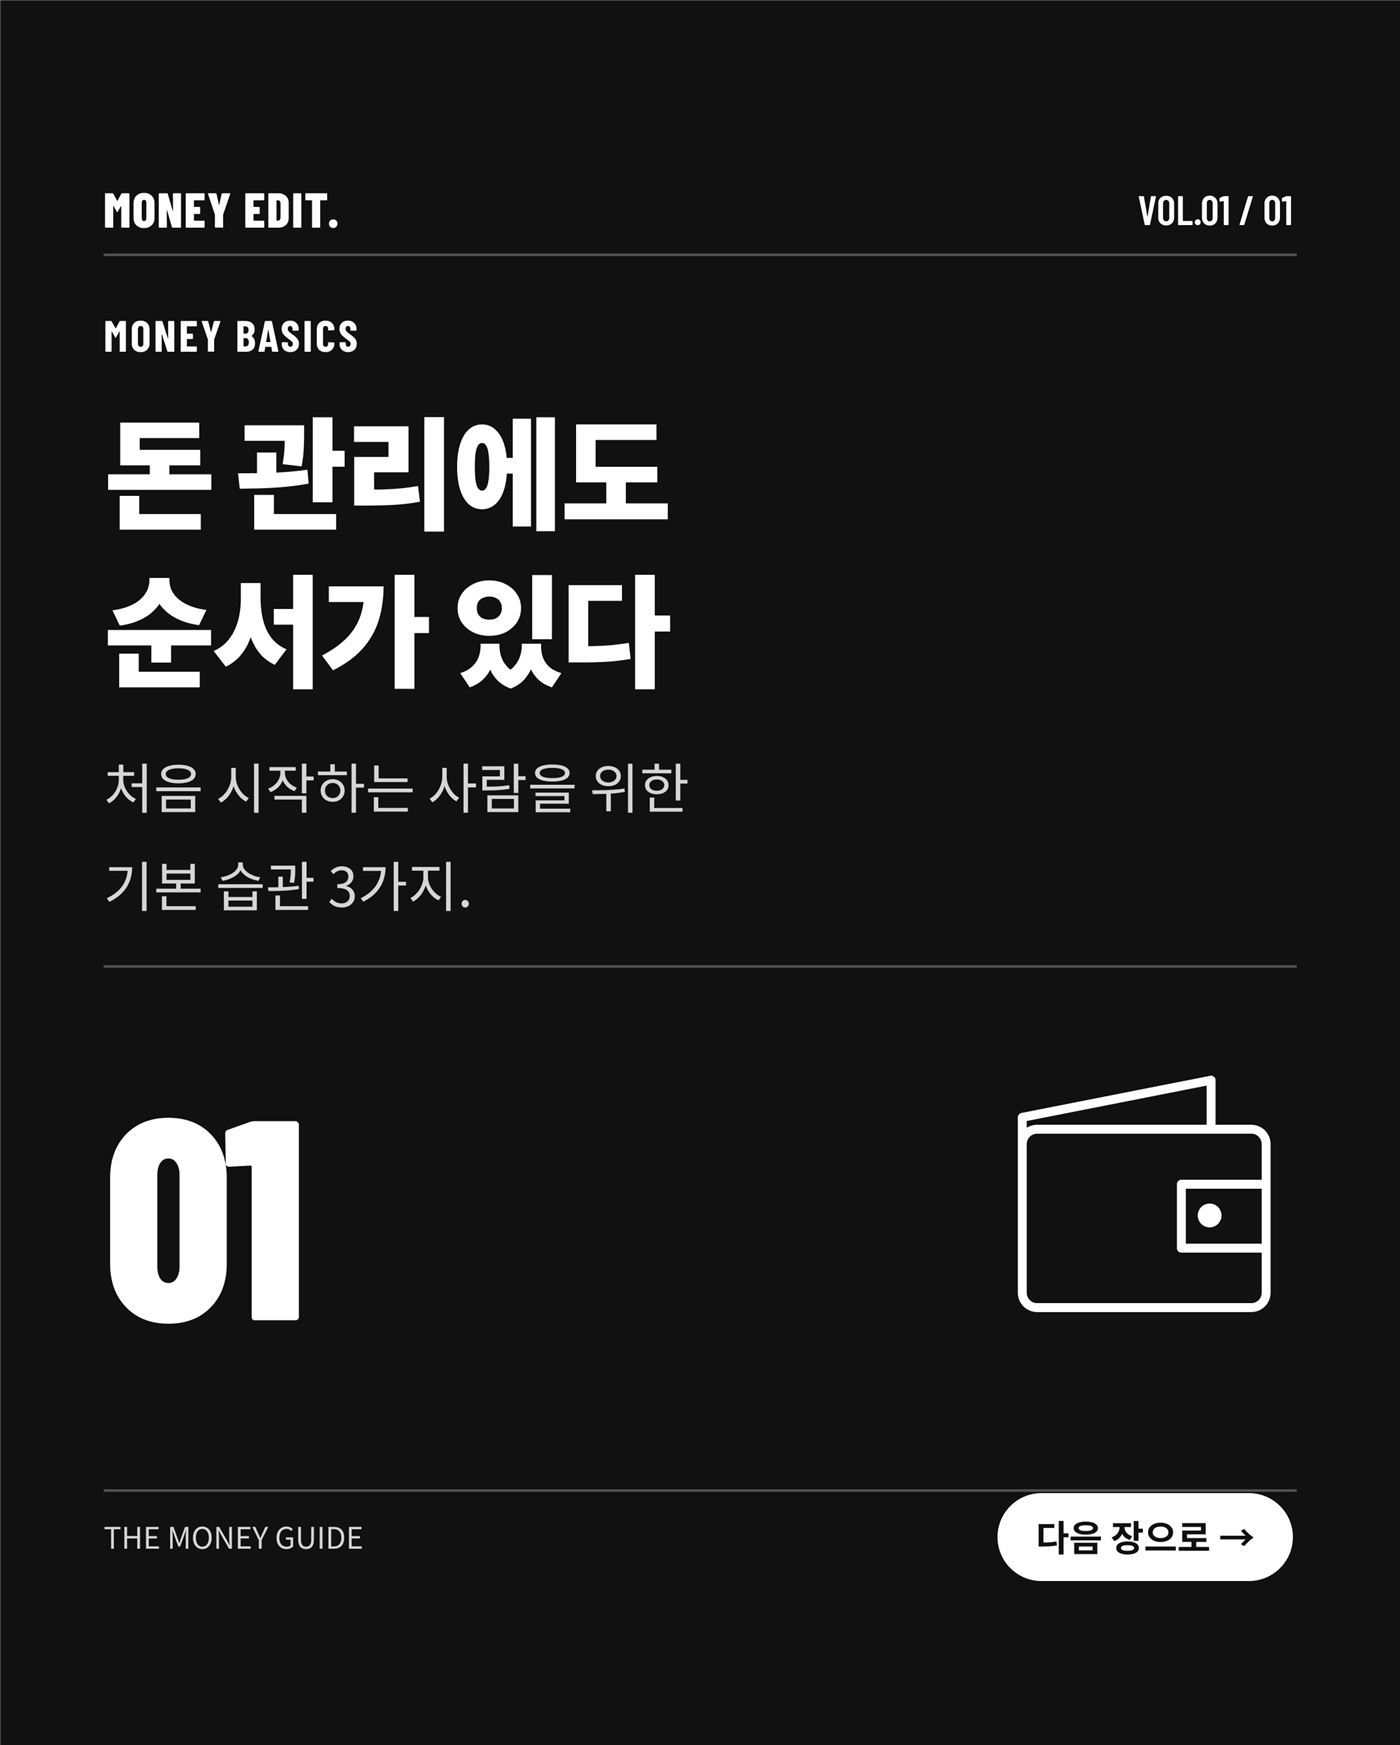 MONEY EDIT.
VOL.01 / 01
MONEY BASICS
돈 관리에도
순서가 있다
처음 시작하는 사람을 위한
기본 습관 3가지.
01
THE MONEY GUIDE
다음 장으로 →